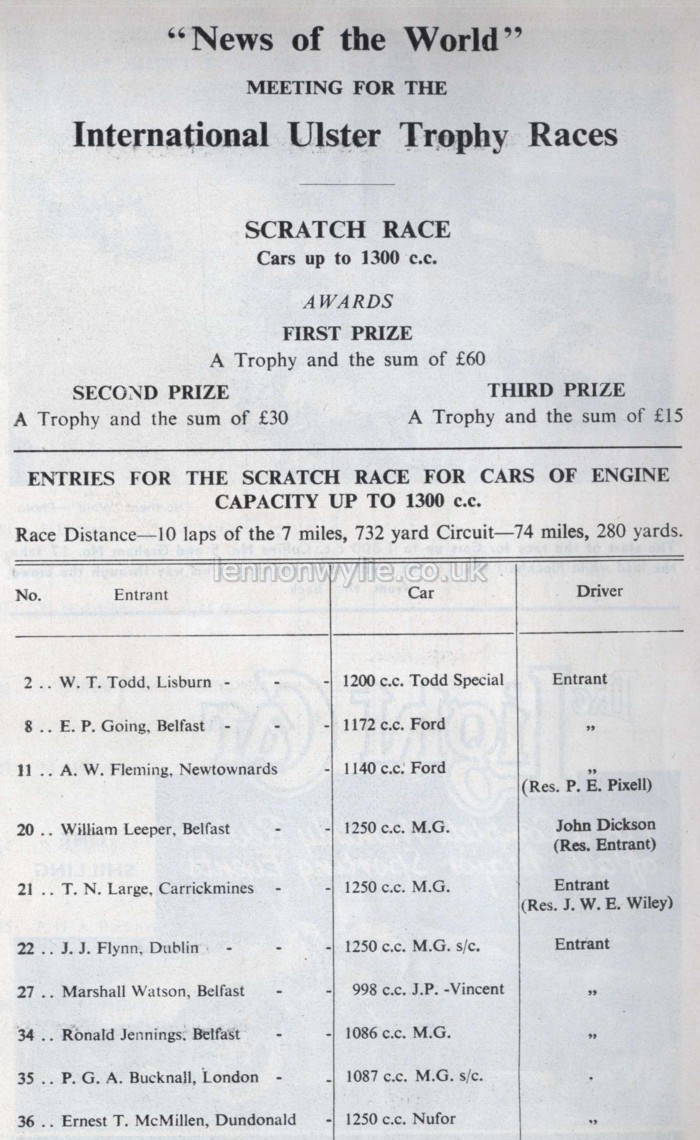 “News of the World”
MEETING FOR THE
International Ulster Trophy Races
SCRATCH RACE
Cars up to 1300 c.c.
AWARDS
FIRST PRIZE
A Trophy and the sum of £60
SECOND PRIZE THIRD PRIZE
A Trophy and the sum of £30 A Trophy and the sum of £15
ENTRIES FOR THE SCRATCH RACE FOR CARS OF ENGINE
CAPACITY UP TO 1300 c.c.
Race Distance—10 laps of the 7 miles, 732 yard Circuit—74 miles, 280 yards.
lennonwylie.co.uk
No. Entrant Car Driver
2 .. W. T. Todd, Lisburn - - - 1200 c.c. Todd Special Entrant
8 .. E. P. Going, Belfast - - - 1172 c.c. Ford ,,
11 .. A. W. Fleming, Newtownards - 1140 c.c. Ford ,,
(Res. P. E. Pixell)
20 .. William Leeper, Belfast - - 1250 c.c. M.G. John Dickson
(Res. Entrant)
21 .. T. N. Large, Carrickmines - - 1250 c.c. M.G. Entrant
(Res. J. W. E. Wiley)
22 .. J. J. Flynn, Dublin - - - 1250 c.c. M.G. s/c. Entrant
27 .. Marshall Watson, Belfast - - 998 c.c. J.P. -Vincent ,,
34 .. Ronald Jennings, Belfast - - 1086 c.c. M.G. ,,
35 .. P. G. A. Bucknall, London - - 1087 c.c. M.G. s/c.
36 .. Ernest T. McMillen, Dundonald - 1250 c.c. Nufor ,,